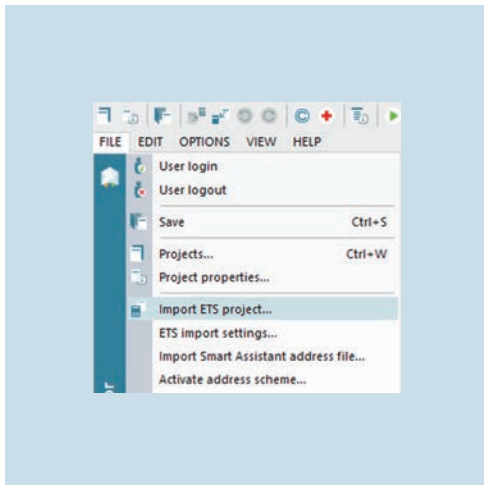 FILE EDIT OPTIONS VIEW HELP
User login
User logout
Save Ctrl+S
Projects... Ctrl+W
Project properties...
Import ETS project...
ETS import settings...
Import Smart Assistant address file...
Activate address scheme...